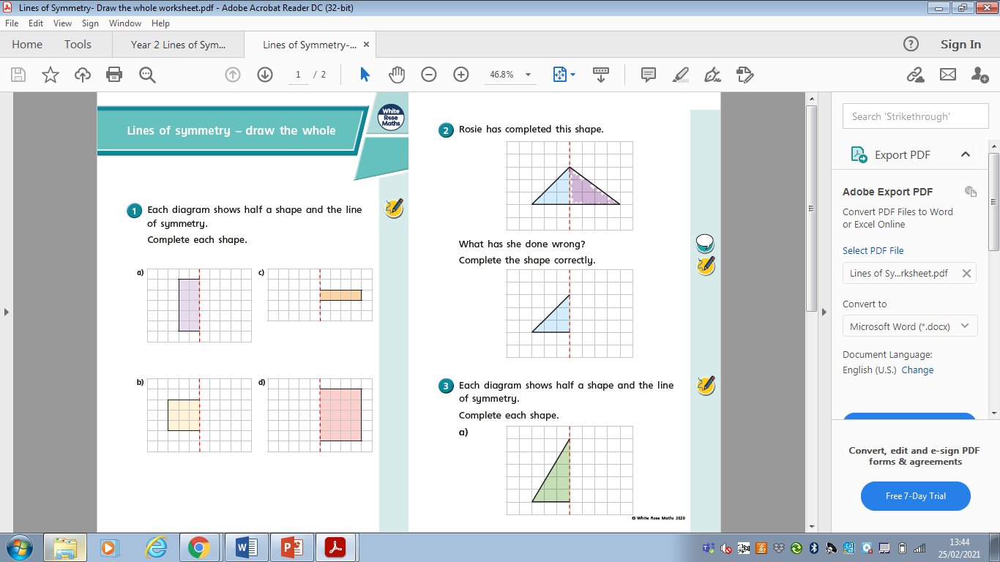 Lines of Symmetry- Draw the whole worksheet.pdf - Adobe Acrobat Reader DC (32-bit)
File Edit View Sign Window Help
Home Tools Year 2 Lines of Sym... Lines of Symmetry-... ×
Sign In
1 / 2 46.8%
Lines of symmetry – draw the whole
White
Rose
Maths
1 Each diagram shows half a shape and the line
of symmetry.
Complete each shape.
a)
c)
b)
d)
2 Rosie has completed this shape.
What has she done wrong?
Complete the shape correctly.
3 Each diagram shows half a shape and the line
of symmetry.
Complete each shape.
a)
© White Rose Maths 2020
Search 'Strikethrough'
Export PDF
Adobe Export PDF
Convert PDF Files to Word
or Excel Online
Select PDF File
Lines of Sy...rksheet.pdf
Convert to
Microsoft Word (*.docx)
Document Language:
English (U.S.) Change
Convert, edit and e-sign PDF
forms & agreements
Free 7-Day Trial
13:44
25/02/2021